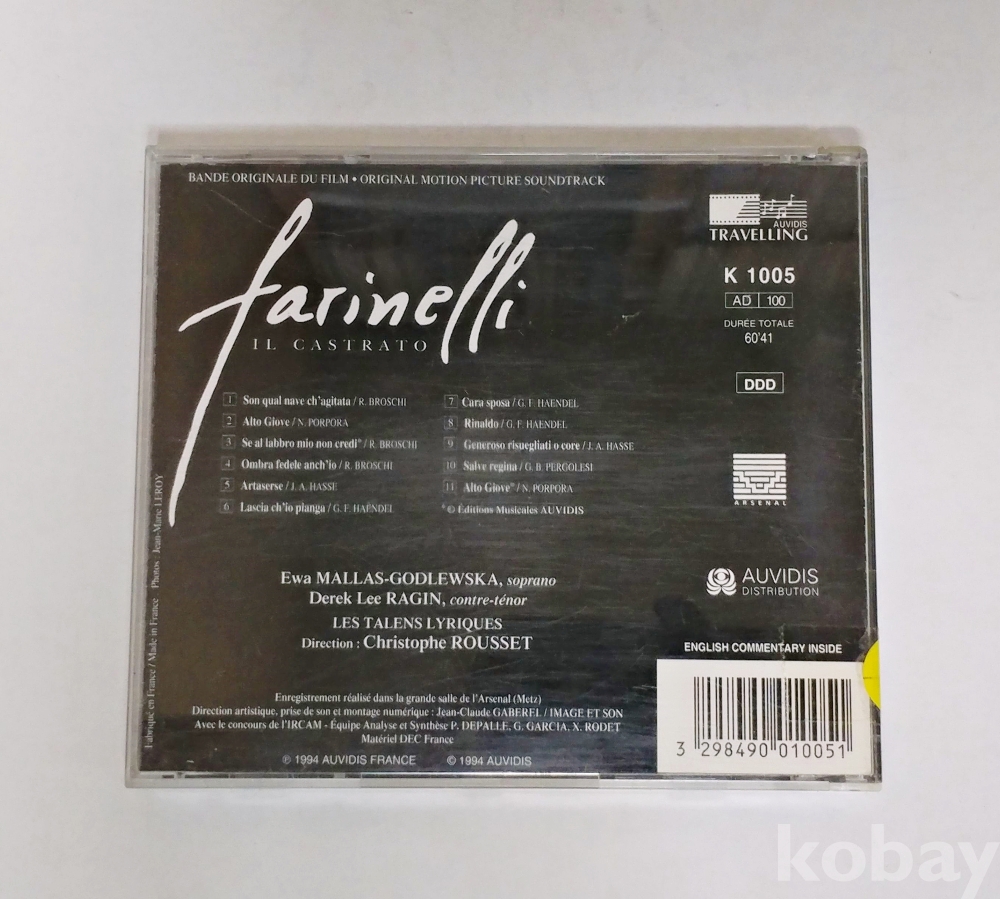 BANDE ORIGINALE DU FILM • ORIGINAL MOTION PICTURE SOUNDTRACK
farinelli
IL CASTRATO
AUVIDIS
TRAVELLING
K 1005
AD 100
DURÉE TOTALE
60'41
DDD
ARSENAL
1 Son qual nave ch'agitata / R. BROSCHI
2 Alto Giove / N. PORPORA
3 Se al labbro mio non credi* / R. BROSCHI
4 Ombra fedele anch'io / R. BROSCHI
5 Artaserse / J. A. HASSE
6 Lascia ch'io pianga / G. F. HAENDEL
7 Cara sposa / G. F. HAENDEL
8 Rinaldo / G. F. HAENDEL
9 Generoso risuegliati o core / J. A. HASSE
10 Salve regina / G. B. PERGOLESI
11 Alto Giove* / N. PORPORA
* © Éditions Musicales AUVIDIS
Ewa MALLAS-GODLEWSKA, soprano
Derek Lee RAGIN, contre-ténor
LES TALENS LYRIQUES
Direction : Christophe ROUSSET
AUVIDIS
DISTRIBUTION
ENGLISH COMMENTARY INSIDE
Enregistrement réalisé dans la grande salle de l'Arsenal (Metz)
Direction artistique, prise de son et montage numérique : Jean-Claude GABEREL / IMAGE ET SON
Avec le concours de l'IRCAM - Équipe Analyse et Synthèse P. DEPALLE, G. GARCIA, X. RODET
Matériel DEC France
℗ 1994 AUVIDIS FRANCE © 1994 AUVIDIS
3 298490 010051
Fabriqué en France / Made in France Photos : Jean-Marie LEROY
kobay